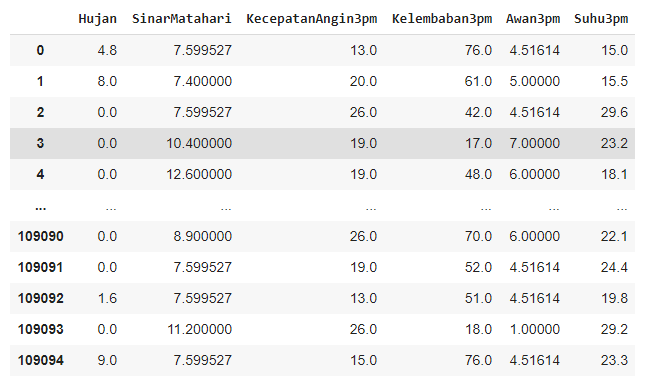 Hujan SinarMatahari KecepatanAngin3pm Kelembaban3pm Awan3pm Suhu3pm
0 4.8 7.599527 13.0 76.0 4.51614 15.0
1 8.0 7.400000 20.0 61.0 5.00000 15.5
2 0.0 7.599527 26.0 42.0 4.51614 29.6
3 0.0 10.400000 19.0 17.0 7.00000 23.2
4 0.0 12.600000 19.0 48.0 6.00000 18.1
... ... ... ... ... ... ...
109090 0.0 8.900000 26.0 70.0 6.00000 22.1
109091 0.0 7.599527 19.0 52.0 4.51614 24.4
109092 1.6 7.599527 13.0 51.0 4.51614 19.8
109093 0.0 11.200000 26.0 18.0 1.00000 29.2
109094 9.0 7.599527 15.0 76.0 4.51614 23.3